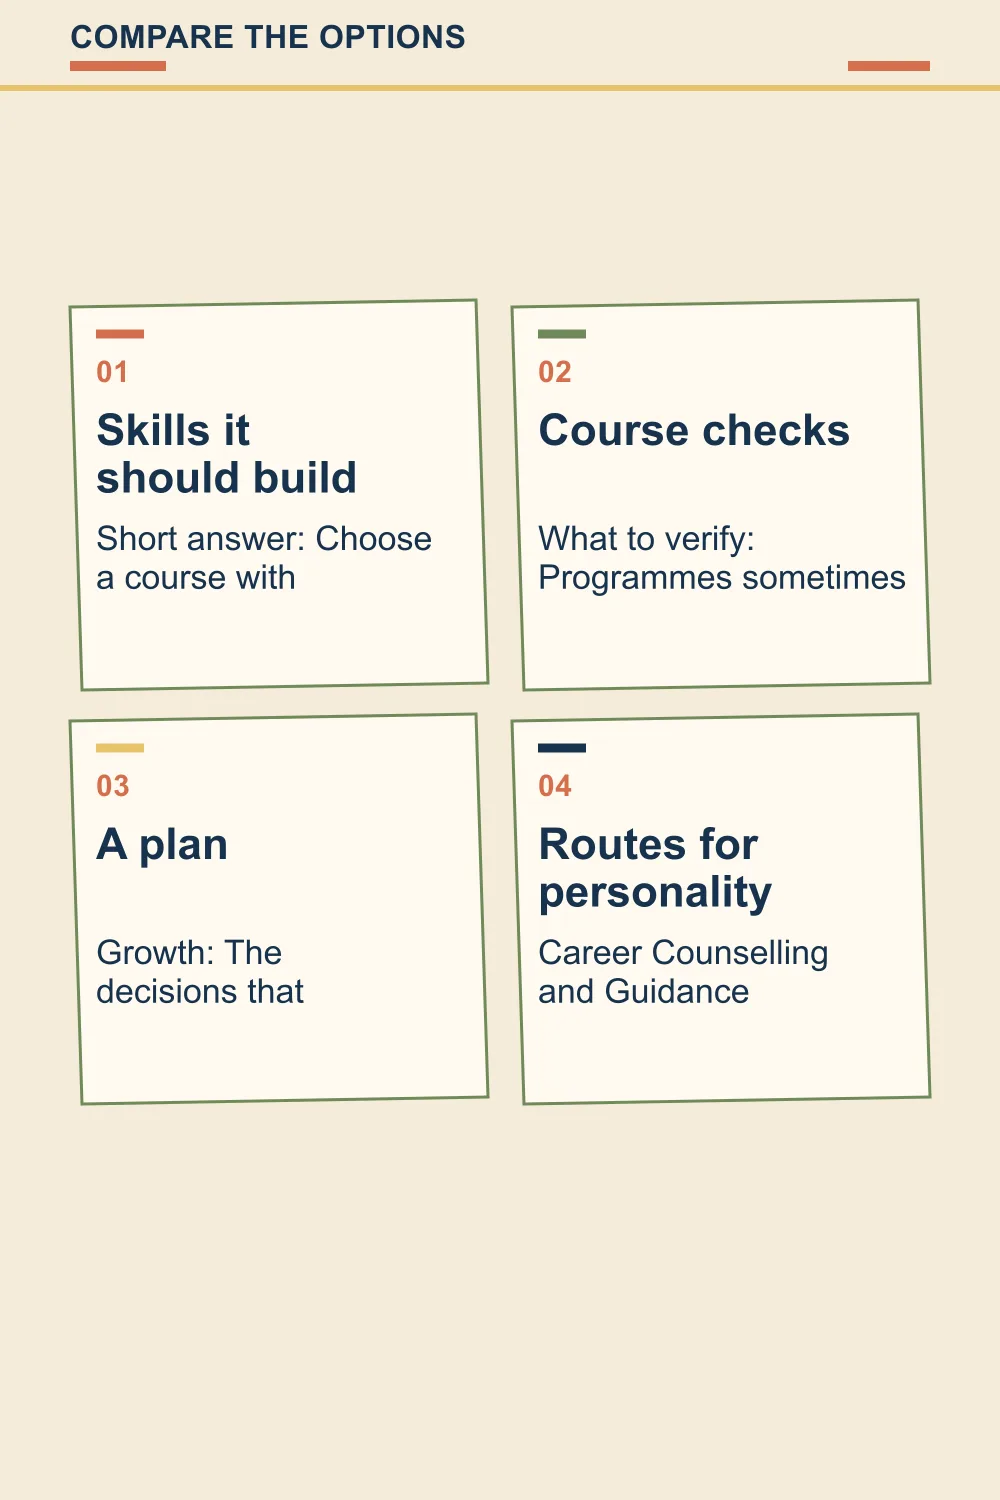 COMPARE THE OPTIONS
01
Skills it
should build
Short answer: Choose
a course with
02
Course checks
What to verify:
Programmes sometimes
03
A plan
Growth: The
decisions that
04
Routes for
personality
Career Counselling
and Guidance